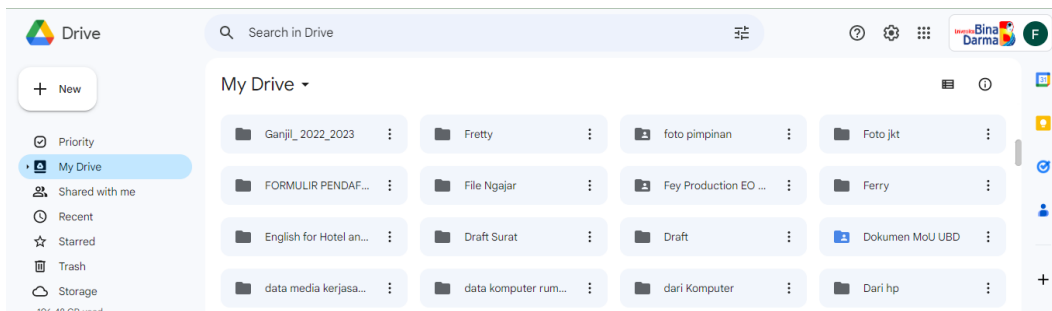 Drive
Search in Drive
Universitas Bina Darma
F
New
My Drive
31
Priority
My Drive
Shared with me
Recent
Starred
Trash
Storage
Ganjil_ 2022_2023
Fretty
foto pimpinan
Foto jkt
FORMULIR PENDAF...
File Ngajar
Fey Production EO ...
Ferry
English for Hotel an...
Draft Surat
Draft
Dokumen MoU UBD
data media kerjasa...
data komputer rum...
dari Komputer
Dari hp